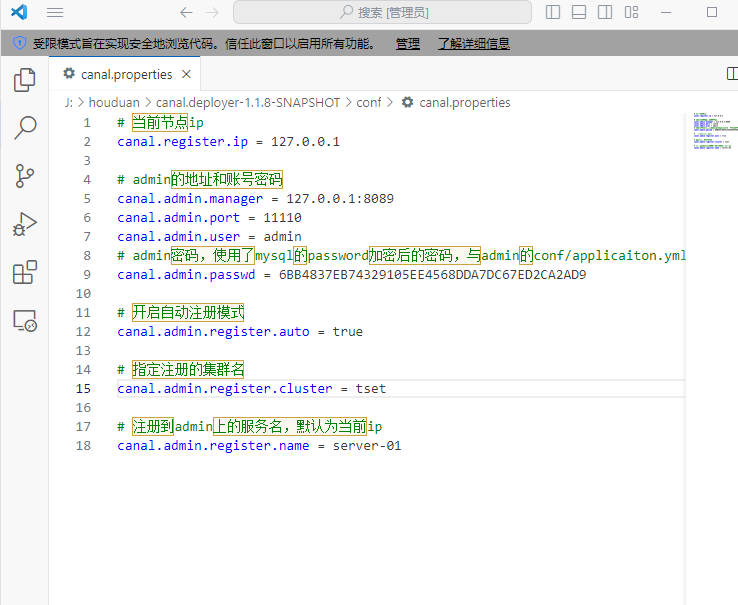 搜索 [管理员]
受限模式旨在实现安全地浏览代码。信任此窗口以启用所有功能。 管理 了解详细信息
canal.properties
J: > houduan > canal.deployer-1.1.8-SNAPSHOT > conf > canal.properties
1 # 当前节点ip
2 canal.register.ip = 127.0.0.1
3
4 # admin的地址和账号密码
5 canal.admin.manager = 127.0.0.1:8089
6 canal.admin.port = 11110
7 canal.admin.user = admin
8 # admin密码，使用了mysql的password加密后的密码，与admin的conf/applicaiton.yml
9 canal.admin.passwd = 6BB4837EB74329105EE4568DDA7DC67ED2CA2AD9
10
11 # 开启自动注册模式
12 canal.admin.register.auto = true
13
14 # 指定注册的集群名
15 canal.admin.register.cluster = tset
16
17 # 注册到admin上的服务名，默认为当前ip
18 canal.admin.register.name = server-01